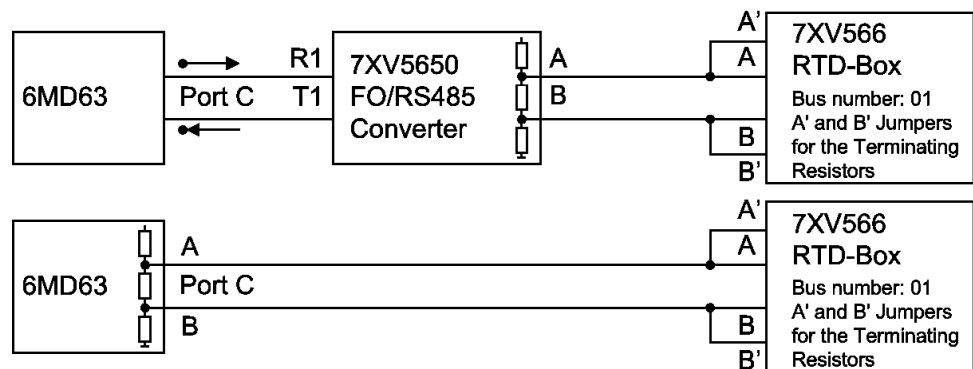 6MD63
Port C
R1
T1
7XV5650
FO/RS485
Converter
A
B
A'
A
B
B'
7XV566
RTD-Box
Bus number: 01
A' and B' Jumpers
for the Terminating
Resistors
6MD63
A
Port C
B
A'
A
B
B'
7XV566
RTD-Box
Bus number: 01
A' and B' Jumpers
for the Terminating
Resistors